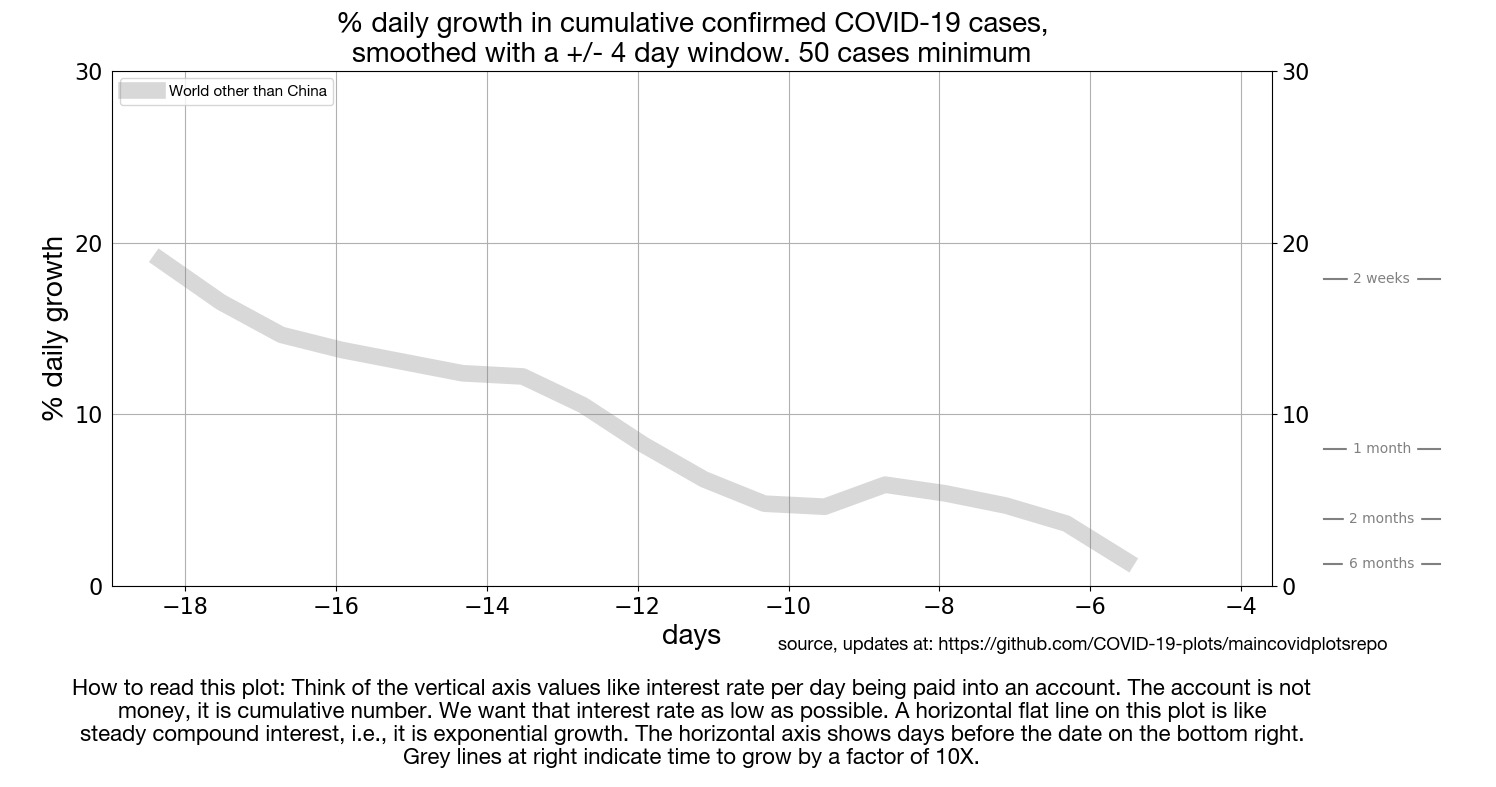 % daily growth in cumulative confirmed COVID-19 cases,
smoothed with a +/- 4 day window. 50 cases minimum
World other than China
% daily growth
30
20
10
0
30
20
10
0
2 weeks
1 month
2 months
6 months
−18
−16
−14
−12
−10
−8
−6
−4
days
source, updates at: https://github.com/COVID-19-plots/maincovidplotsrepo
How to read this plot: Think of the vertical axis values like interest rate per day being paid into an account. The account is not
money, it is cumulative number. We want that interest rate as low as possible. A horizontal flat line on this plot is like
steady compound interest, i.e., it is exponential growth. The horizontal axis shows days before the date on the bottom right.
Grey lines at right indicate time to grow by a factor of 10X.